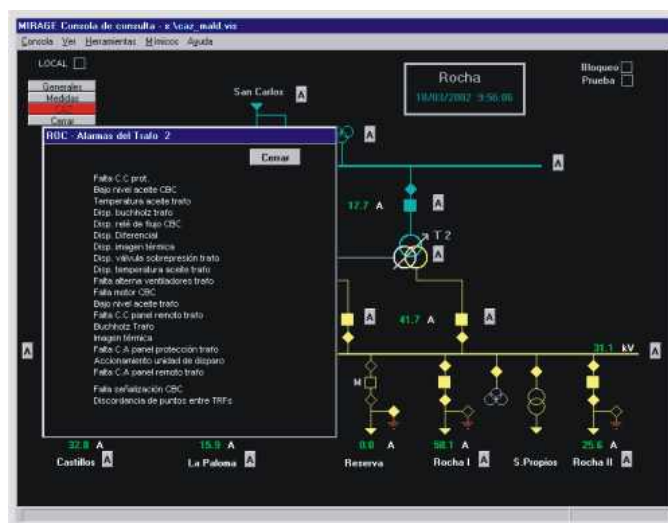 MIRAGE Consola de consulta - e:\caz_mald.vis
Consola Ver Herramientas Mímicos Ayuda
LOCAL
Generales
Medidas
Cerrar
San Carlos A
Rocha
18/03/2002 9:56:06
Bloqueo
Prueba
ROC - Alarmas del Trafo 2
Cerrar
Falta C.C prot.
Bajo nivel aceite CBC
Temperatura aceite trafo
Disp. buchholz trafo
Disp. relé de flujo CBC
Disp. Diferencial
Disp. imagen térmica
Disp. válvula sobrepresión trafo
Disp. temperatura aceite trafo
Falta alterna ventiladores trafo
Falta motor CBC
Bajo nivel aceite trafo
Falta C.C panel remoto trafo
Buchholz Trafo
Imagen térmica
Falta C.A panel protección trafo
Accionamiento unidad de disparo
Falta C.A panel remoto trafo
Falta señalización CBC
Discordancia de puntos entre TRFs
A
A
17.7 A A
T 2
A
A 41.7 A A
A
31.1 kV
A
M
32.8 A 15.9 A 0.0 A 58.1 A 25.6 A
Castillos A La Paloma A Reserva Rocha I A S.Propios Rocha II A